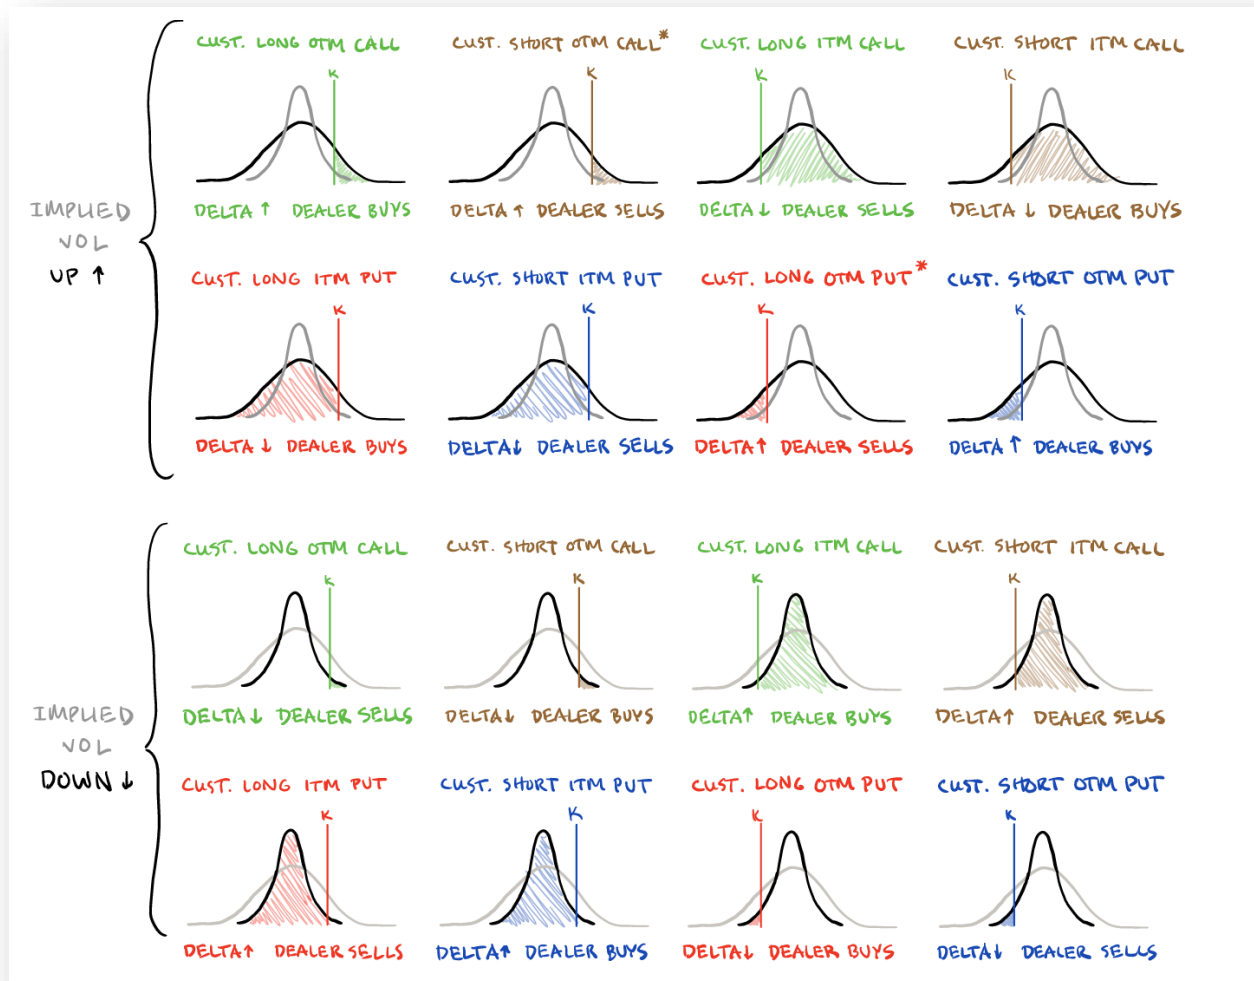 CUST. LONG OTM CALL
CUST. SHORT OTM CALL*
CUST. LONG ITM CALL
CUST. SHORT ITM CALL
K
K
K
K
DELTA ↑ DEALER BUYS
DELTA ↑ DEALER SELLS
DELTA ↓ DEALER SELLS
DELTA ↓ DEALER BUYS
IMPLIED
VOL
UP ↑
CUST. LONG ITM PUT
CUST. SHORT ITM PUT
CUST. LONG OTM PUT*
CUST. SHORT OTM PUT
K
K
K
K
DELTA ↓ DEALER BUYS
DELTA↓ DEALER SELLS
DELTA↑ DEALER SELLS
DELTA ↑ DEALER BUYS
CUST. LONG OTM CALL
CUST. SHORT OTM CALL
CUST. LONG ITM CALL
CUST. SHORT ITM CALL
K
K
K
K
DELTA↓ DEALER SELLS
DELTA↓ DEALER BUYS
DELTA↑ DEALER BUYS
DELTA↑ DEALER SELLS
IMPLIED
VOL
DOWN ↓
CUST. LONG ITM PUT
CUST. SHORT ITM PUT
CUST. LONG OTM PUT
CUST. SHORT OTM PUT
K
K
K
K
DELTA↑ DEALER SELLS
DELTA↑ DEALER BUYS
DELTA↓ DEALER BUYS
DELTA↓ DEALER SELLS